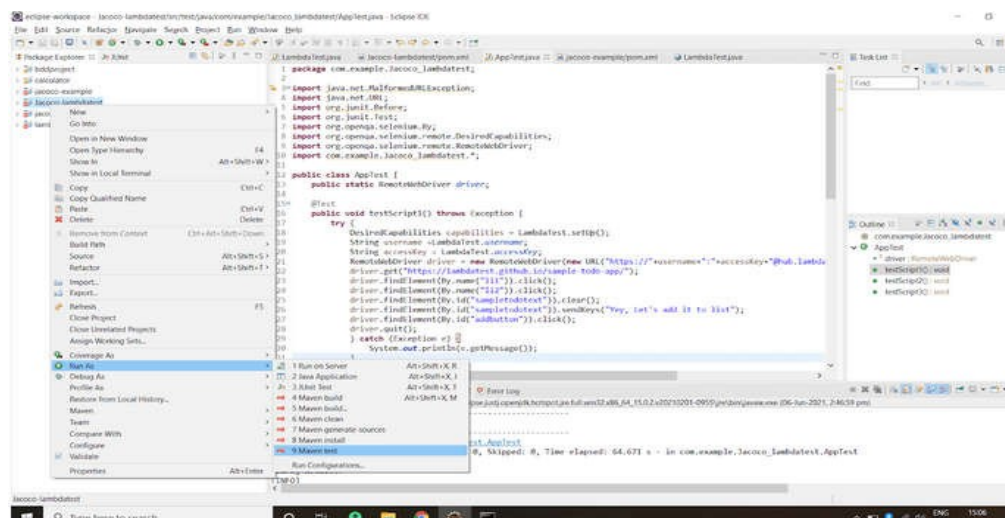 eclipse-workspace - Jacoco-lambdatest/src/test/java/com/example/Jacoco_lambdatest/AppTest.java - Eclipse IDE
File Edit Source Refactor Navigate Search Project Run Window Help
Package Explorer JUnit
LambdaTest.java Jacoco-lambdatest/pom.xml AppTest.java jacoco-example/pom.xml LambdaTest.java
Task List
Find
bddproject
calculator
jacoco-example
Jacoco-lambdatest
package com.example.Jacoco_lambdatest;
import java.net.MalformedURLException;
import java.net.URL;
import org.junit.Before;
import org.junit.Test;
import org.openqa.selenium.By;
import org.openqa.selenium.remote.DesiredCapabilities;
import org.openqa.selenium.remote.RemoteWebDriver;
import com.example.Jacoco_lambdatest.*;
public class AppTest {
public static RemoteWebDriver driver;
@Test
public void testScript1() throws Exception {
try {
DesiredCapabilities capabilities = LambdaTest.setUp();
String username =LambdaTest.username;
String accessKey = LambdaTest.accessKey;
RemoteWebDriver driver = new RemoteWebDriver(new URL("https://"+username+":"+accessKey+"@hub.lambda
driver.get("https://lambdatest.github.io/sample-todo-app/");
driver.findElement(By.name("li1")).click();
driver.findElement(By.name("li2")).click();
driver.findElement(By.id("sampletodotext")).clear();
driver.findElement(By.id("sampletodotext")).sendKeys("Yey, Let's add it to list");
driver.findElement(By.id("addbutton")).click();
driver.quit();
} catch (Exception e) {
System.out.println(e.getMessage());
New
Go Into
Open in New Window
Open Type Hierarchy F4
Show In Alt+Shift+W
Show in Local Terminal
Copy Ctrl+C
Copy Qualified Name
Paste Ctrl+V
Delete Delete
Remove from Context Ctrl+Alt+Shift+Down
Build Path
Source Alt+Shift+S
Refactor Alt+Shift+T
Import...
Export...
Refresh F5
Close Project
Close Unrelated Projects
Assign Working Sets...
Coverage As
Run As
Debug As
Profile As
Restore from Local History...
Maven
Team
Compare With
Configure
Validate
Properties Alt+Enter
1 Run on Server Alt+Shift+X, R
2 Java Application Alt+Shift+X, J
3 JUnit Test Alt+Shift+X, T
4 Maven build Alt+Shift+X, M
5 Maven build...
6 Maven clean
7 Maven generate-sources
8 Maven install
9 Maven test
Run Configurations...
Outline
com.example.Jacoco_lambdatest
AppTest
driver : RemoteWebDriver
testScript1() : void
testScript2() : void
testScript3() : void
Error Log
(06-Jun-2021, 2:46:59 pm)
st.AppTest
0, Skipped: 0, Time elapsed: 64.671 s - in com.example.Jacoco_lambdatest.AppTest
[INFO]
Jacoco-lambdatest
Type here to search
ENG 15:06